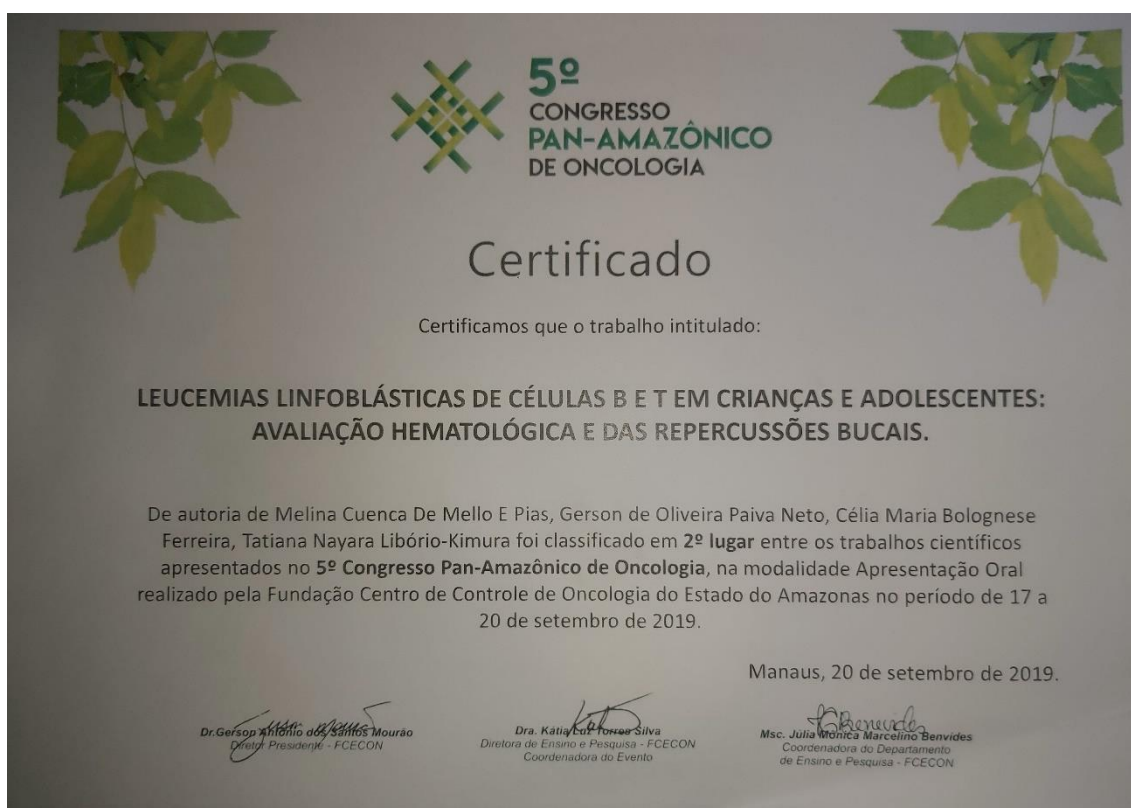 5º
CONGRESSO
PAN-AMAZÔNICO
DE ONCOLOGIA
Certificado
Certificamos que o trabalho intitulado:
LEUCEMIAS LINFOBLÁSTICAS DE CÉLULAS B E T EM CRIANÇAS E ADOLESCENTES:
AVALIAÇÃO HEMATOLÓGICA E DAS REPERCUSSÕES BUCAIS.
De autoria de Melina Cuenca De Mello E Pias, Gerson de Oliveira Paiva Neto, Célia Maria Bolognese
Ferreira, Tatiana Nayara Libório-Kimura foi classificado em 2º lugar entre os trabalhos científicos
apresentados no 5º Congresso Pan-Amazônico de Oncologia, na modalidade Apresentação Oral
realizado pela Fundação Centro de Controle de Oncologia do Estado do Amazonas no período de 17 a
20 de setembro de 2019.
Manaus, 20 de setembro de 2019.
Dr.Gerson Antônio dos Santos Mourão
Diretor Presidente - FCECON
Dra. Kátia Luz Torres Silva
Diretora de Ensino e Pesquisa - FCECON
Coordenadora do Evento
Msc. Júlia Mônica Marcelino Benvides
Coordenadora do Departamento
de Ensino e Pesquisa - FCECON